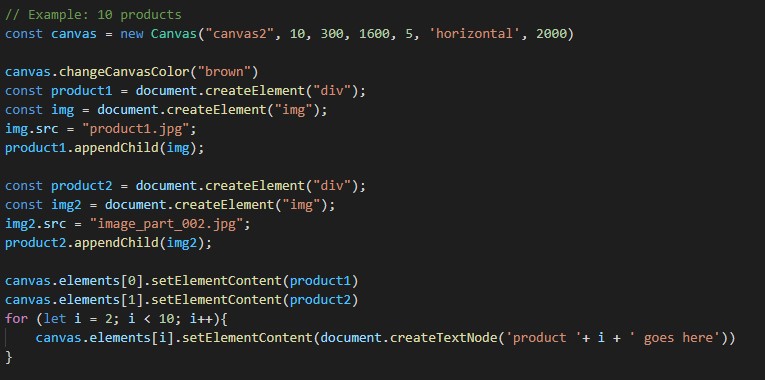 // Example: 10 products
const canvas = new Canvas("canvas2", 10, 300, 1600, 5, 'horizontal', 2000)
canvas.changeCanvasColor("brown")
const product1 = document.createElement("div");
const img = document.createElement("img");
img.src = "product1.jpg";
product1.appendChild(img);
const product2 = document.createElement("div");
const img2 = document.createElement("img");
img2.src = "image_part_002.jpg";
product2.appendChild(img2);
canvas.elements[0].setElementContent(product1)
canvas.elements[1].setElementContent(product2)
for (let i = 2; i < 10; i++){
    canvas.elements[i].setElementContent(document.createTextNode('product '+ i + ' goes here'))
}